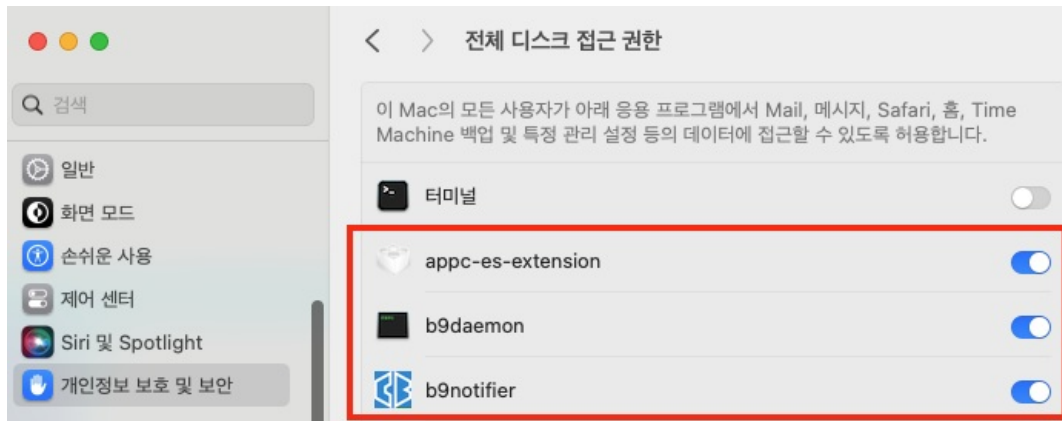 전체 디스크 접근 권한
검색
일반
화면 모드
손쉬운 사용
제어 센터
Siri 및 Spotlight
개인정보 보호 및 보안
이 Mac의 모든 사용자가 아래 응용 프로그램에서 Mail, 메시지, Safari, 홈, Time
Machine 백업 및 특정 관리 설정 등의 데이터에 접근할 수 있도록 허용합니다.
터미널
appc-es-extension
b9daemon
b9notifier